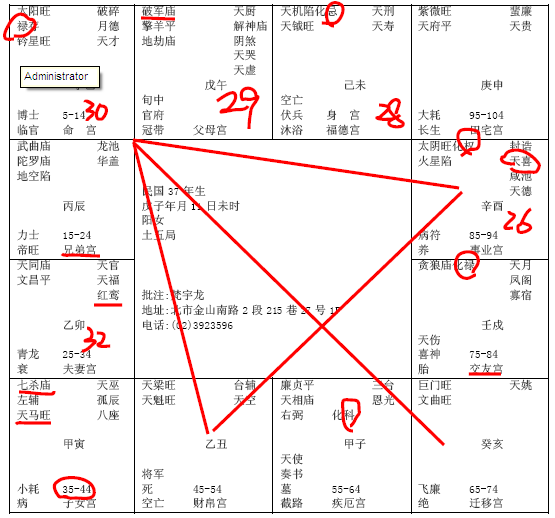 太阳旺 破碎
禄存 月德
铃星旺 天才
Administrator
博士 5-14 30
临官 命 宫
破军庙 天厨
擎羊平 解神庙
地劫庙 阴煞
天哭
天虚
戊午
旬中
官府 29
冠带 父母宫
天机陷化忌 天刑
天钺旺 天寿
己未
空亡
伏兵 身 宫 28
沐浴 福德宫
紫微旺 蜚廉
天府平 天贵
庚申
大耗 95-104
长生 田宅宫
武曲庙 龙池
陀罗庙 华盖
地空陷
丙辰
力士 15-24
帝旺 兄弟宫
民国 37 年生
戊子年月 11 日未时
阳女
土五局
批注:梵宇龙
地址:北市金山南路 2 段 215 巷 27 号 1F
电话:(02)3923596
太阴旺化权 封诰
火星陷 天喜
咸池
天德
辛酉
26
病符 85-94
养 事业宫
天同庙 天官
文昌平 天福
红鸾
乙卯
32
青龙 25-34
衰 夫妻宫
贪狼庙化禄 天月
凤阁
寡宿
壬戌
天伤
喜神 75-84
胎 交友宫
七杀庙 天巫
左辅 孤辰
天马旺 八座
甲寅
小耗 35-44
病 子女宫
天梁旺 台辅
天魁旺 天空
乙丑
将军
死 45-54
空亡 财帛宫
廉贞平 三台
天相庙 恩光
右弼 化科
甲子
天使
奏书
墓 55-64
截路 疾厄宫
巨门旺 天姚
文曲旺
癸亥
飞廉 65-74
绝 迁移宫